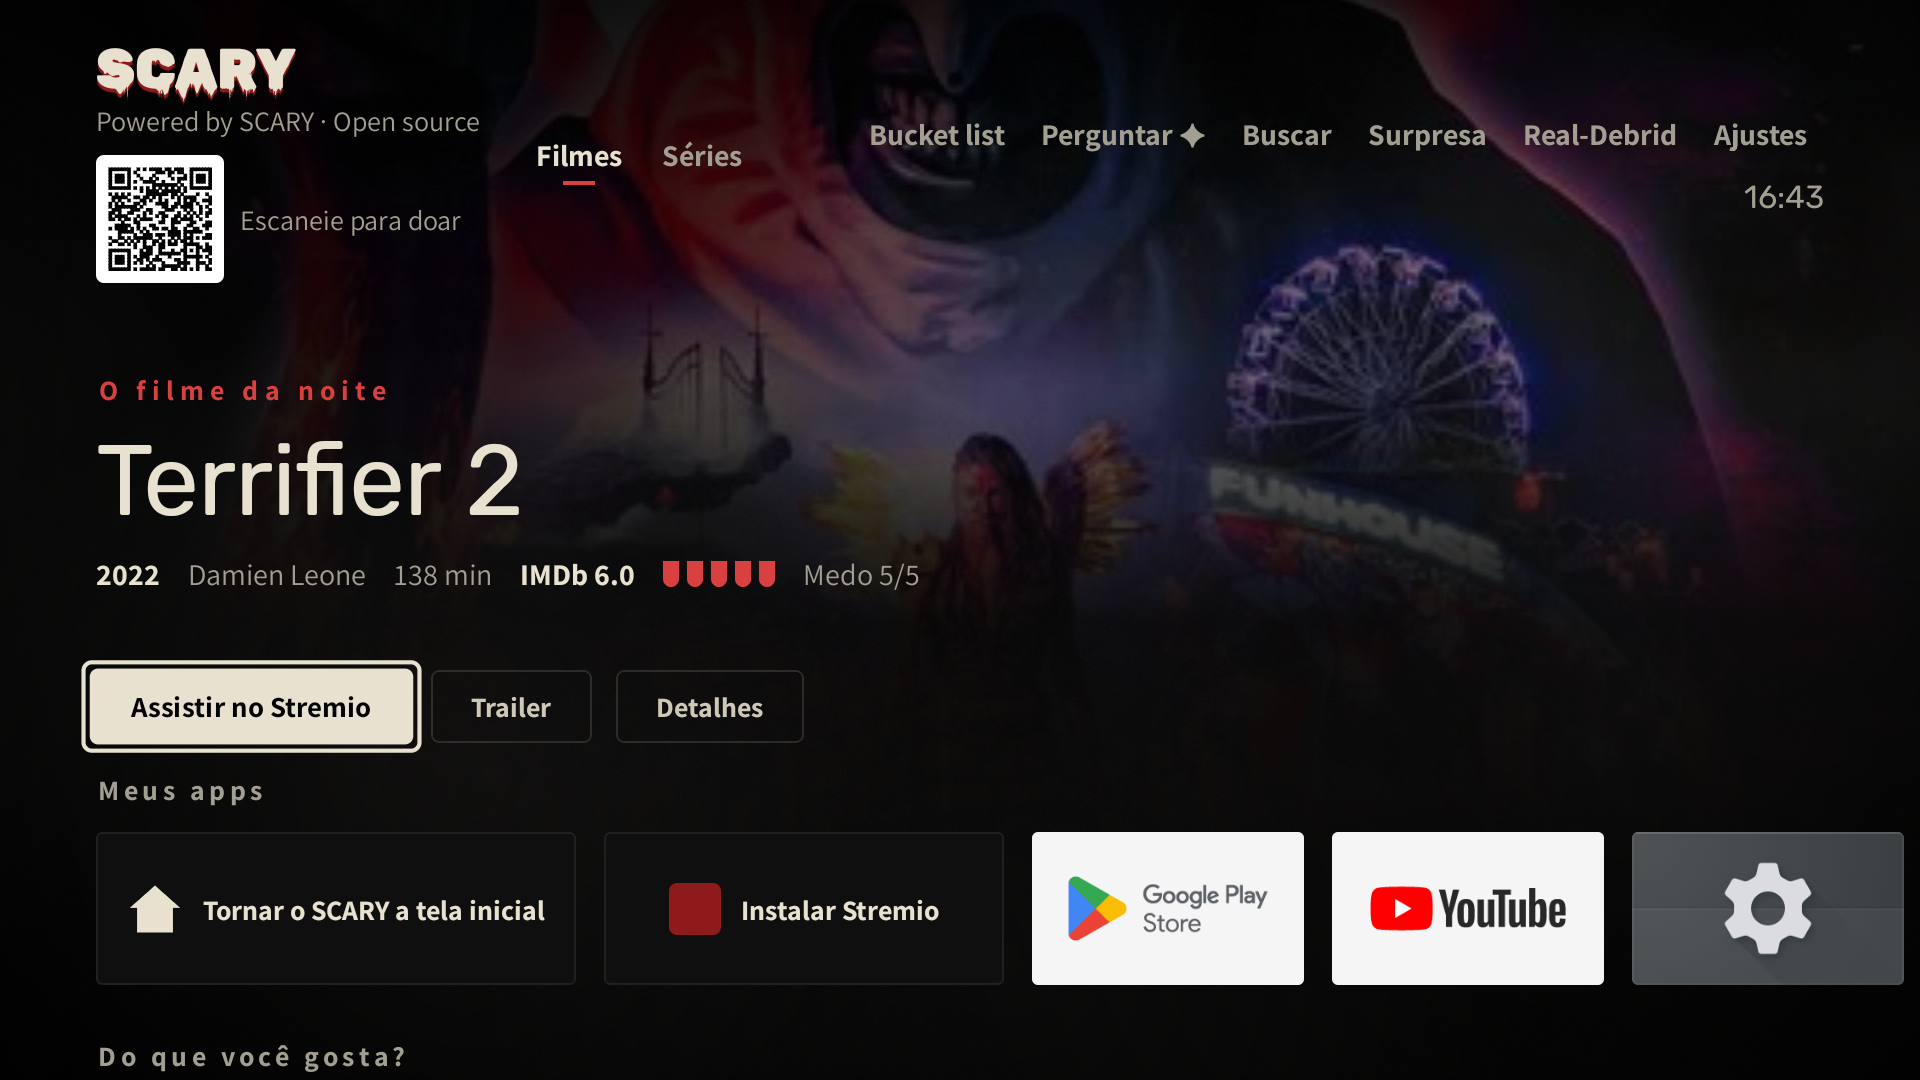 SCARY
Powered by SCARY · Open source
Escaneie para doar
Filmes
Séries
Bucket list
Perguntar
Buscar
Surpresa
Real-Debrid
Ajustes
16:43
O filme da noite
Terrifier 2
2022 Damien Leone 138 min IMDb 6.0 Medo 5/5
Assistir no Stremio
Trailer
Detalhes
FUNHOUSE
Meus apps
Tornar o SCARY a tela inicial
Instalar Stremio
Google Play
Store
YouTube
Do que você gosta?